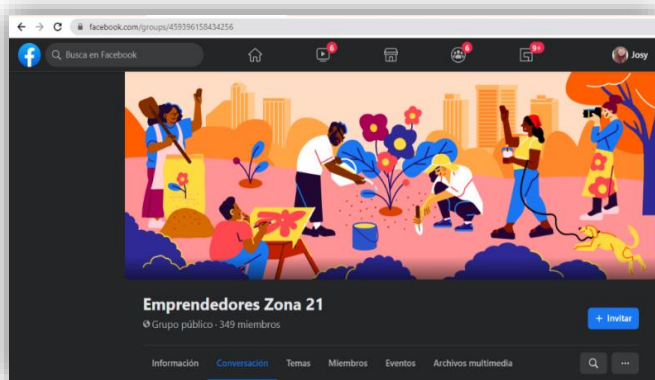 facebook.com/groups/459396158434256
Busca en Facebook
6
6
9+
Josy
Emprendedores Zona 21
Grupo público · 349 miembros
+ Invitar
Información Conversación Temas Miembros Eventos Archivos multimedia